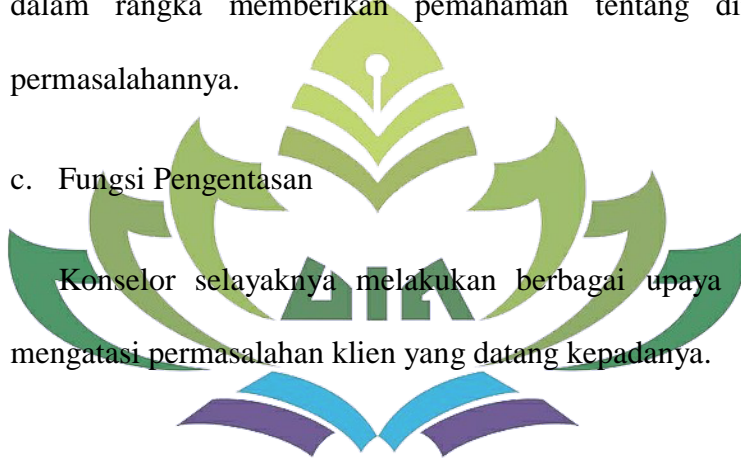 dalam rangka memberikan pemahaman tentang di
permasalahannya.
c. Fungsi Pengentasan
Konselor selayaknya melakukan berbagai upaya
mengatasi permasalahan klien yang datang kepadanya.